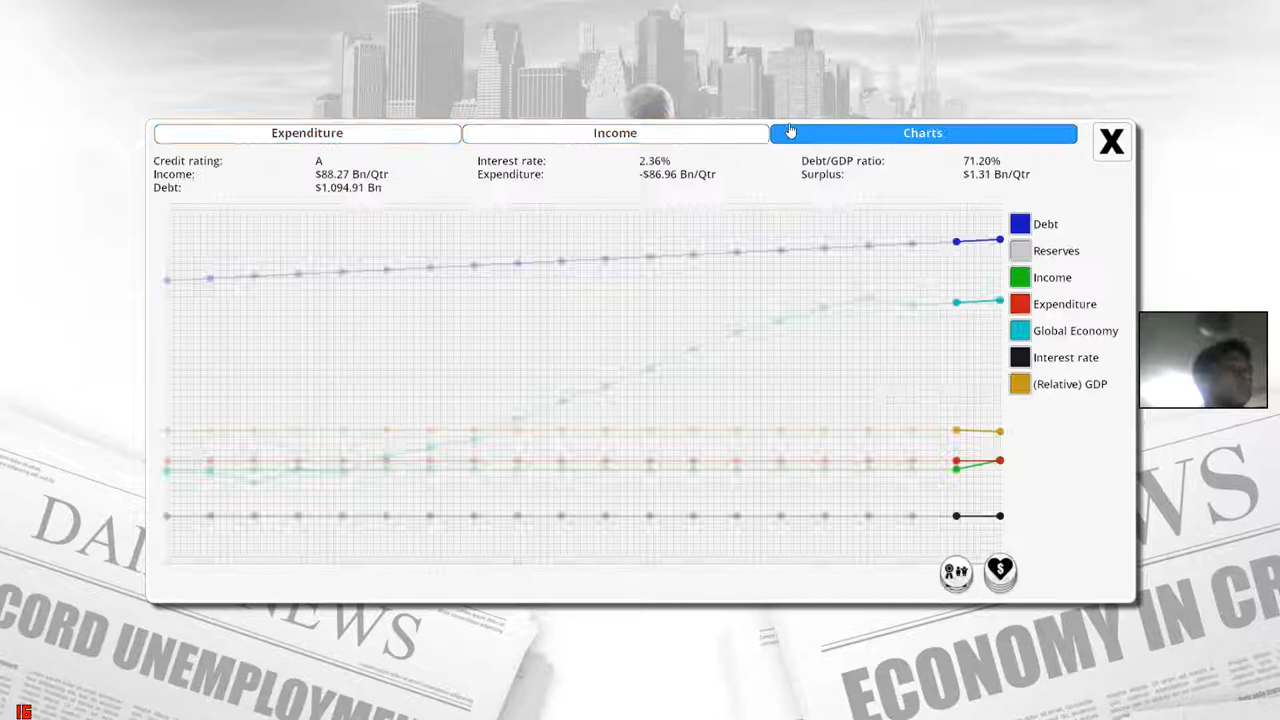 Expenditure Income Charts
X
Credit rating: A Interest rate: 2.36% Debt/GDP ratio: 71.20%
Income: $88.27 Bn/Qtr Expenditure: -$86.96 Bn/Qtr Surplus: $1.31 Bn/Qtr
Debt: $1,094.91 Bn
Debt
Reserves
Income
Expenditure
Global Economy
Interest rate
(Relative) GDP
$
DAI
NEWS
CORD UNEMPLOYM
WS
ECONOMY IN CR
16